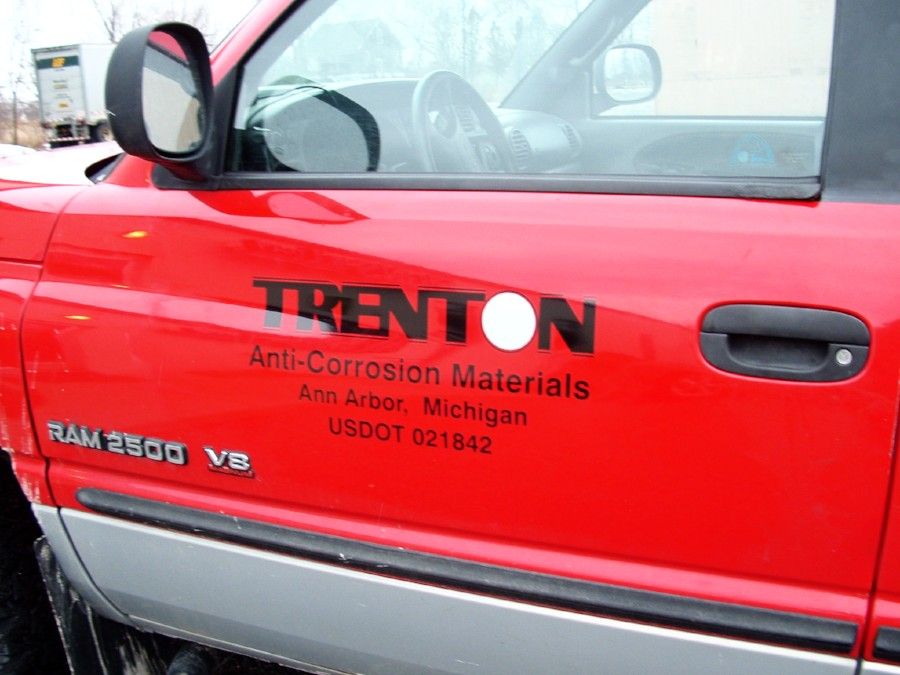 TRENTON
Anti-Corrosion Materials
Ann Arbor, Michigan
USDOT 021842
RAM 2500 V8